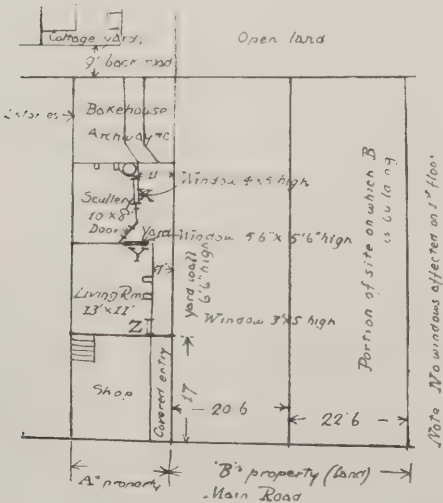 Cottage yard,
Open land
9' back road
Bakehouse
Archway + C
Window 4 x 5 high
Scullery
10 x 8'
Door
Yard
Window 5 6" x 5'6" high
Living Rm
13' x 11'
Yard wall
6'6" high
Window 3' x 5 high
Z
Shop
Covered entry
17
20 6
22' 6
Portion of site on which B
is building
Note No windows affected on 1st floor
A' property
'B's property (land)
Main Road